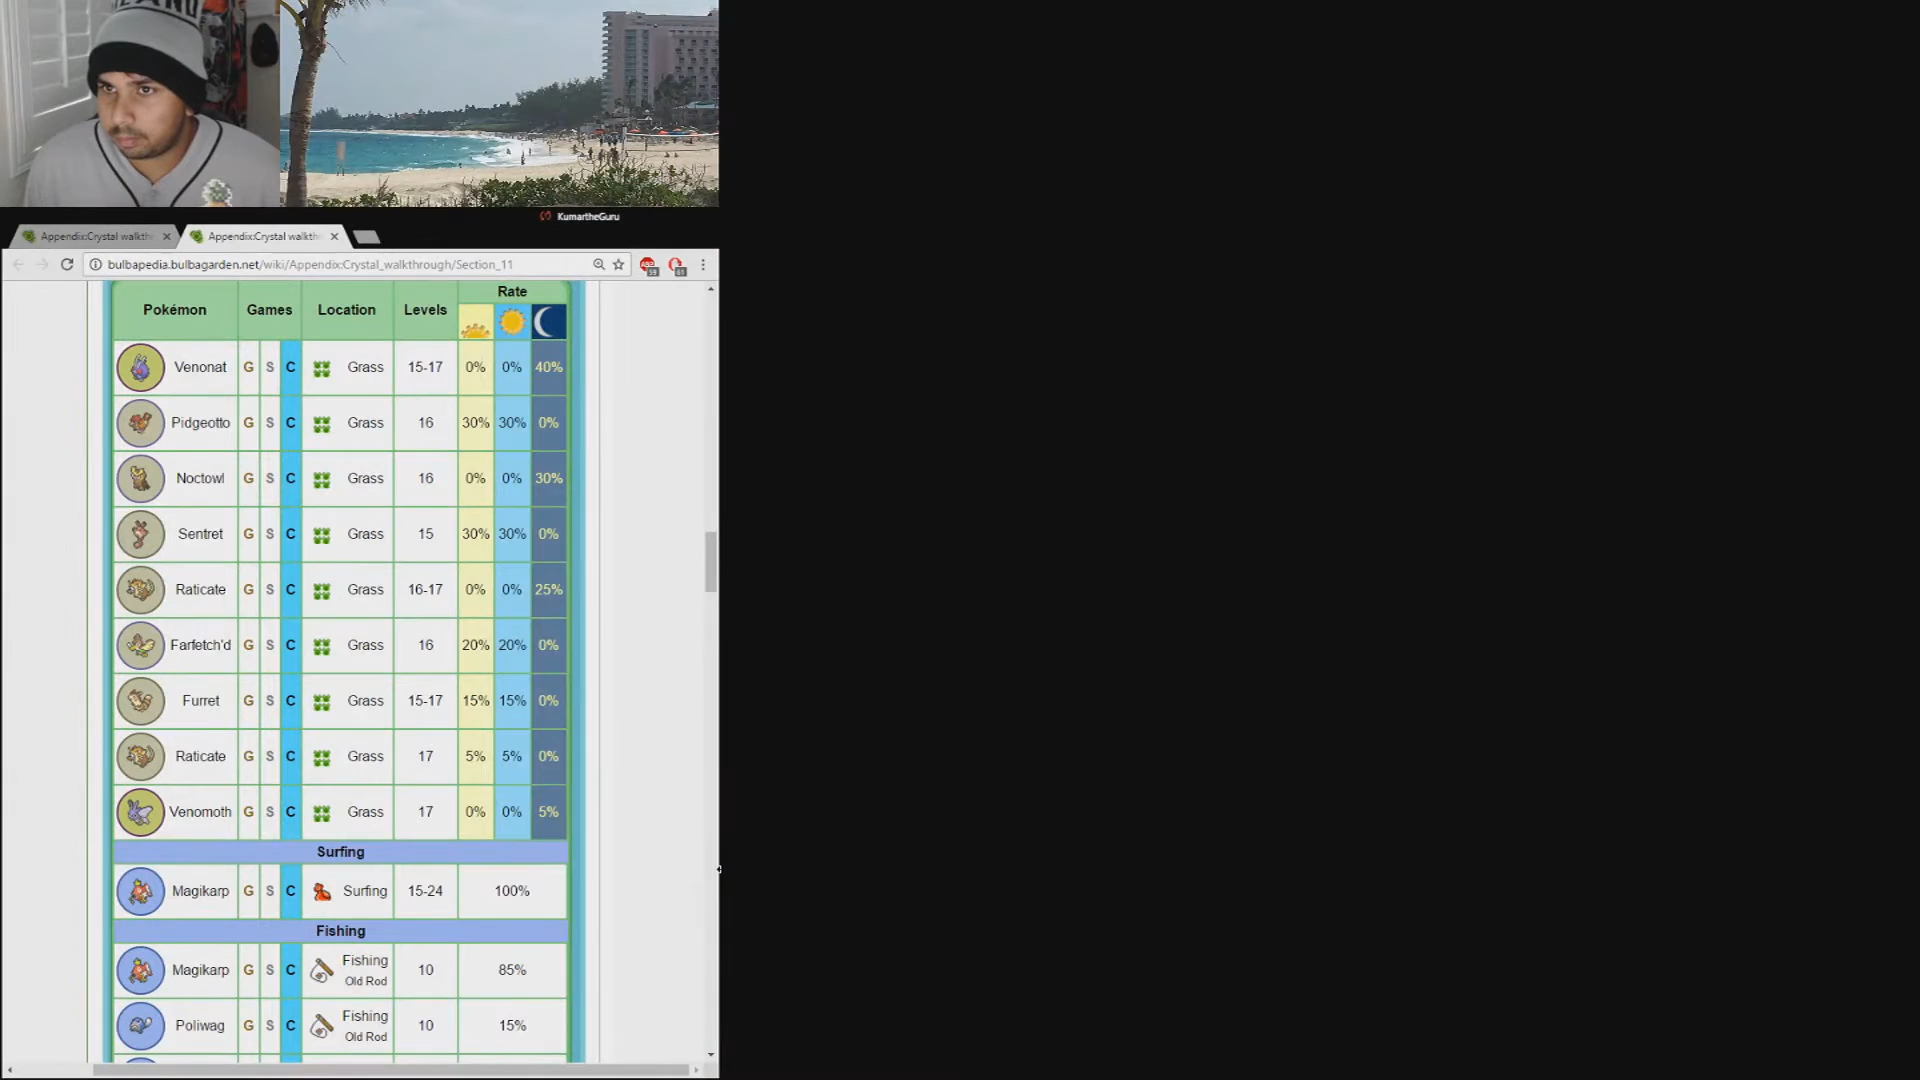 KumartheGuru
Appendix:Crystal walkth
Appendix:Crystal walkth
bulbapedia.bulbagarden.net/wiki/Appendix:Crystal_walkthrough/Section_11
Pokémon Games Location Levels Rate
Venonat G S C Grass 15-17 0% 0% 40%
Pidgeotto G S C Grass 16 30% 30% 0%
Noctowl G S C Grass 16 0% 0% 30%
Sentret G S C Grass 15 30% 30% 0%
Raticate G S C Grass 16-17 0% 0% 25%
Farfetch'd G S C Grass 16 20% 20% 0%
Furret G S C Grass 15-17 15% 15% 0%
Raticate G S C Grass 17 5% 5% 0%
Venomoth G S C Grass 17 0% 0% 5%
Surfing
Magikarp G S C Surfing 15-24 100%
Fishing
Magikarp G S C Fishing Old Rod 10 85%
Poliwag G S C Fishing Old Rod 10 15%